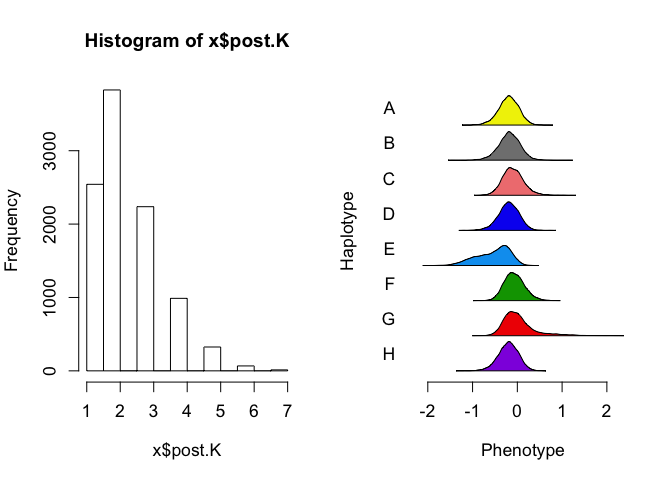 Histogram of x$post.K
Frequency
0
1000
2000
3000
1 2 3 4 5 6 7
x$post.K
Haplotype
A
B
C
D
E
F
G
H
-2 -1 0 1 2
Phenotype